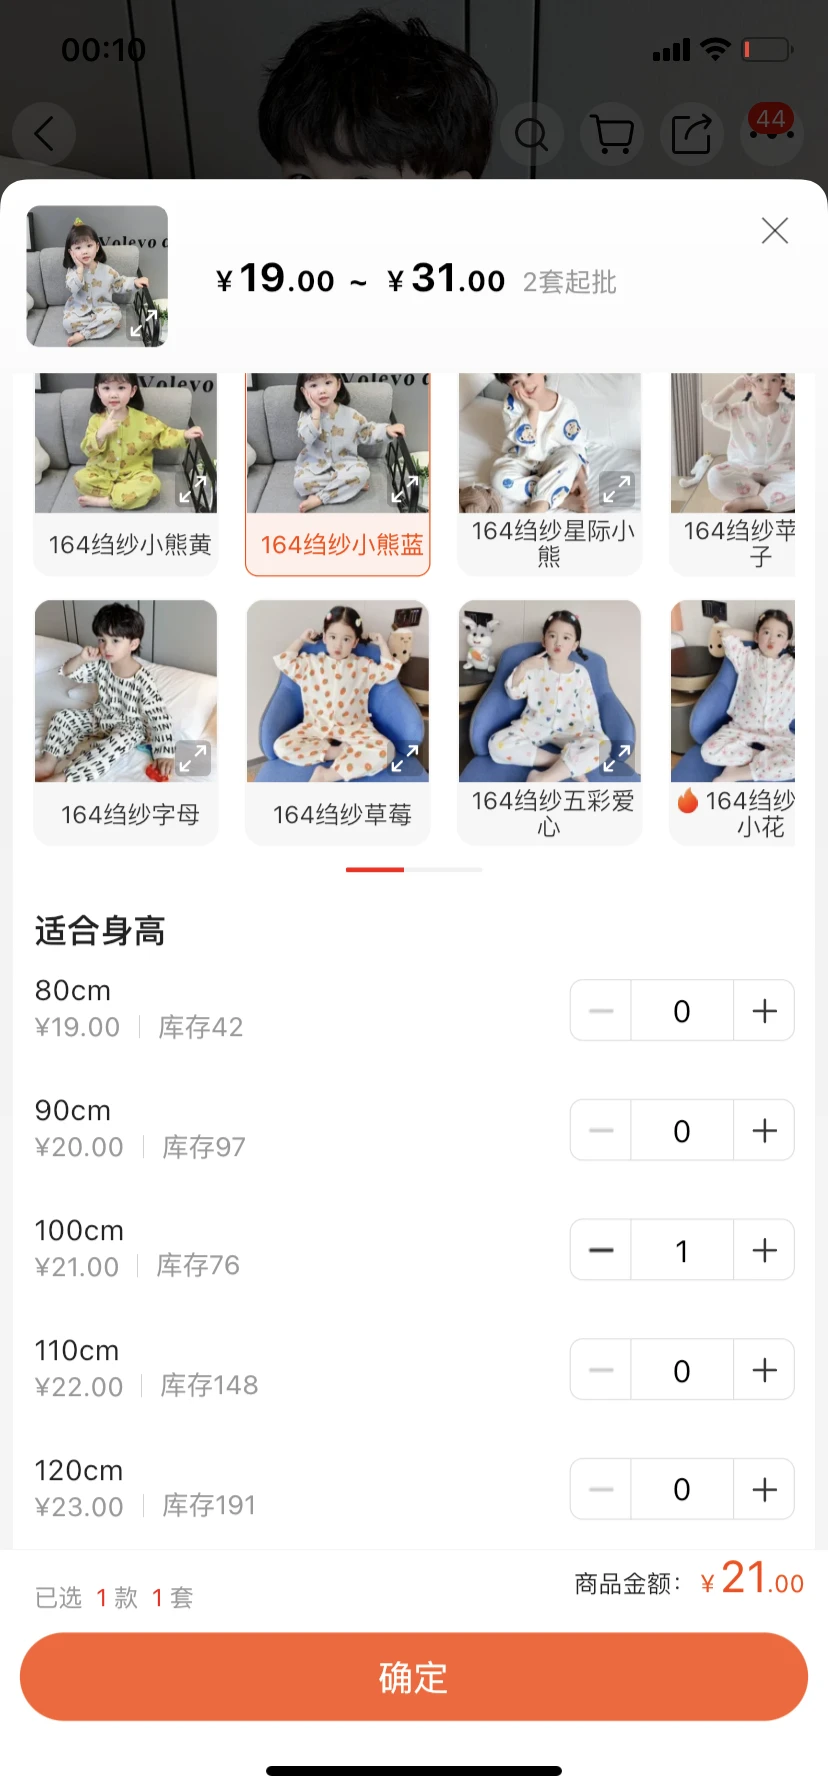 00:10
44
Volevo d
¥19.00 ~ ¥31.00 2套起批
Volevo
Volevo d
164绉纱小熊黄
164绉纱小熊蓝
164绉纱星际小
熊
164绉纱苹
子
164绉纱字母
164绉纱草莓
164绉纱五彩爱
心
164绉纱
小花
适合身高
80cm
¥19.00 库存42
0
90cm
¥20.00 库存97
0
100cm
¥21.00 库存76
1
110cm
¥22.00 库存148
0
120cm
¥23.00 库存191
0
已选 1 款 1 套
商品金额: ¥21.00
确定